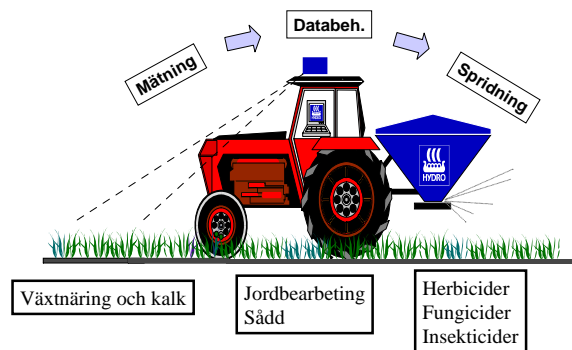 Databeh.
Mätning
Spridning
HYDRO
Växtnäring och kalk
Jordbearbeting
Sådd
Herbicider
Fungicider
Insekticider